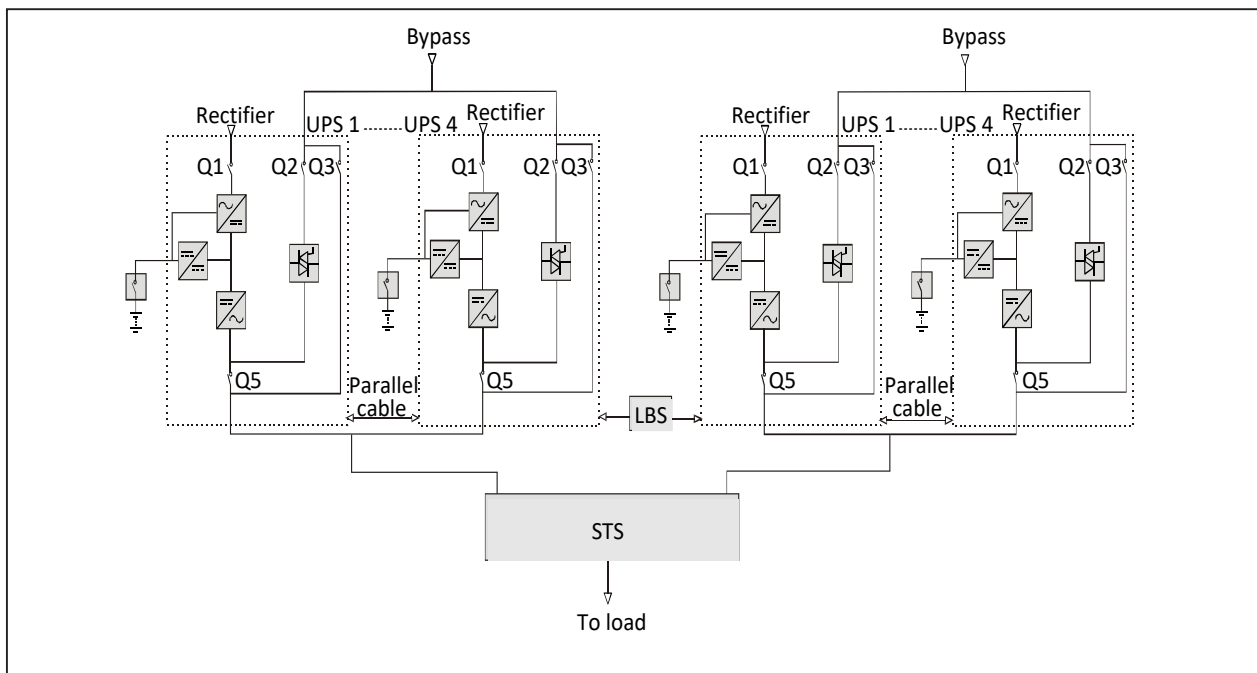 Bypass
Bypass
Rectifier
UPS 1 ------- UPS 4
Rectifier
Rectifier
UPS 1 ------- UPS 4
Rectifier
Q1
Q2
Q3
Q1
Q2
Q3
Q1
Q2
Q3
Q1
Q2
Q3
Q5
Parallel
cable
Q5
LBS
Q5
Parallel
cable
Q5
STS
To load